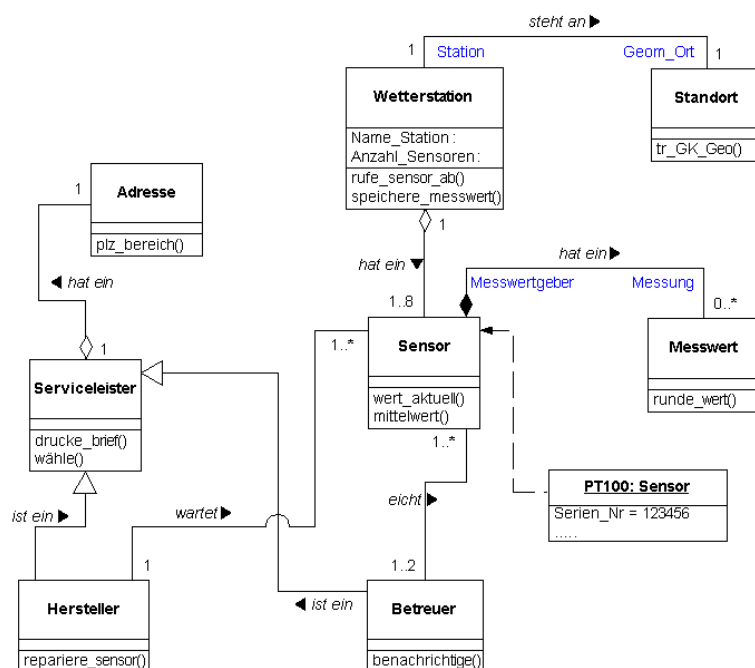 steht an ▶
1 Station Geom_Ort 1
Wetterstation
Name_Station :
Anzahl_Sensoren :
rufe_sensor_ab()
speichere_messwert()
Standort
tr_GK_Geo()
1
Adresse
plz_bereich()
◀ hat ein
1
hat ein ▼
1..8
hat ein ▶
Messwertgeber Messung
0..*
1
Serviceleister
drucke_brief()
wähle()
1..*
Sensor
wert_aktuell()
mittelwert()
1..*
Messwert
runde_wert()
PT100: Sensor
Serien_Nr = 123456
.....
ist ein ▶
wartet ▶
eicht ▶
1
1..2
◀ ist ein
Hersteller
repariere_sensor()
Betreuer
benachrichtige()